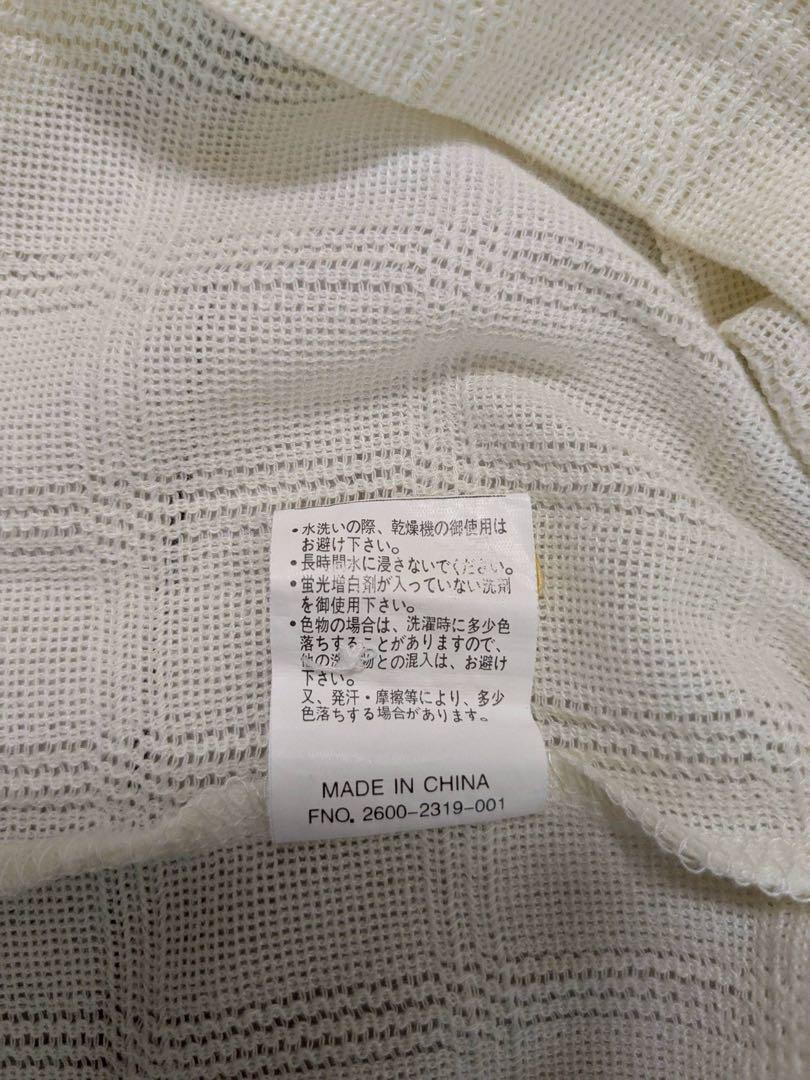 ・水洗いの際、乾燥機の御使用は
お避け下さい。
・長時間水に浸さないでください。
・蛍光増白剤が入っていない洗剤
を御使用下さい。
・色物の場合は、洗濯時に多少色
落ちすることがありますので、
他の洗濯物との混入は、お避け
下さい。
又、発汗・摩擦等により、多少
色落ちする場合があります。
MADE IN CHINA
FNO. 2600-2319-001